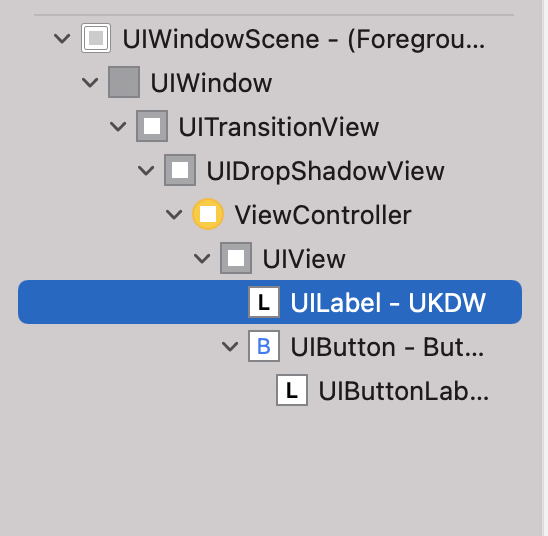 UIWindowScene - (Foregrou...
UIWindow
UITransitionView
UIDropShadowView
ViewController
UIView
L UILabel - UKDW
B UIButton - But...
L UIButtonLab...